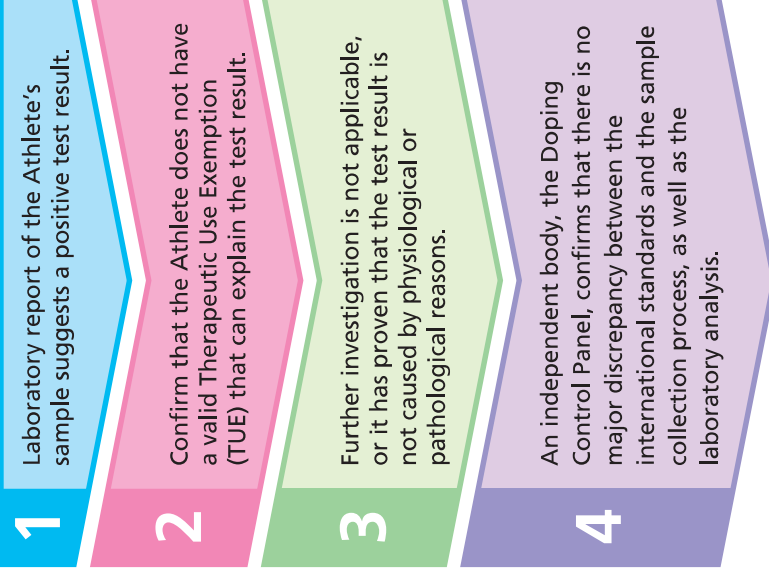 1
Laboratory report of the Athlete's
sample suggests a positive test result.
2
Confirm that the Athlete does not have
a valid Therapeutic Use Exemption
(TUE) that can explain the test result.
3
Further investigation is not applicable,
or it has proven that the test result is
not caused by physiological or
pathological reasons.
4
An independent body, the Doping
Control Panel, confirms that there is no
major discrepancy between the
international standards and the sample
collection process, as well as the
laboratory analysis.